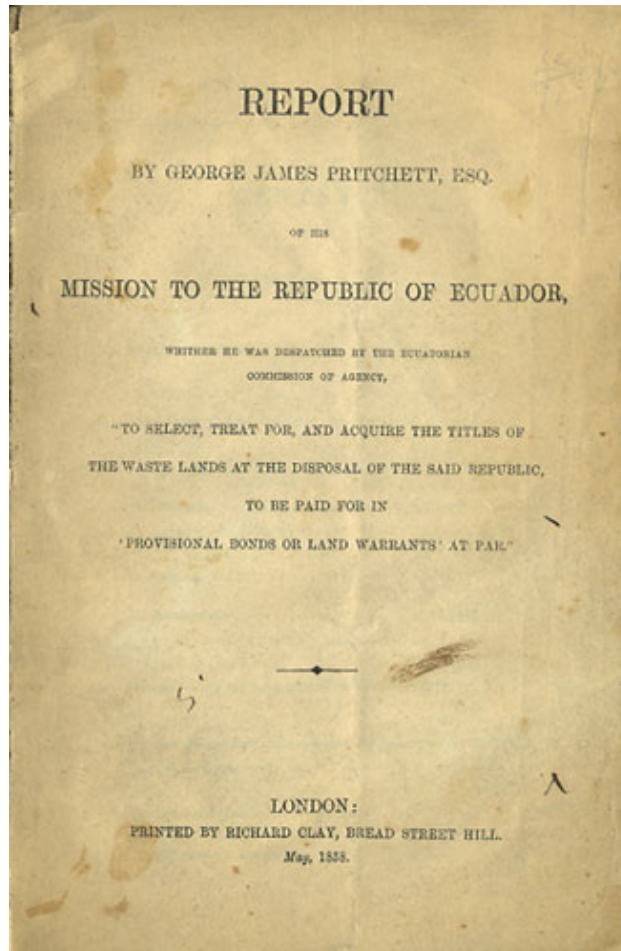 REPORT
BY GEORGE JAMES PRITCHETT, ESQ.
OF HIS
MISSION TO THE REPUBLIC OF ECUADOR,
WHITHER HE WAS DESPATCHED BY THE ECUATORIAN
COMMISSION OF AGENCY,
"TO SELECT, TREAT FOR, AND ACQUIRE THE TITLES OF
THE WASTE LANDS AT THE DISPOSAL OF THE SAID REPUBLIC,
TO BE PAID FOR IN
'PROVISIONAL BONDS OR LAND WARRANTS' AT PAR."
LONDON:
PRINTED BY RICHARD CLAY, BREAD STREET HILL.
May, 1858.